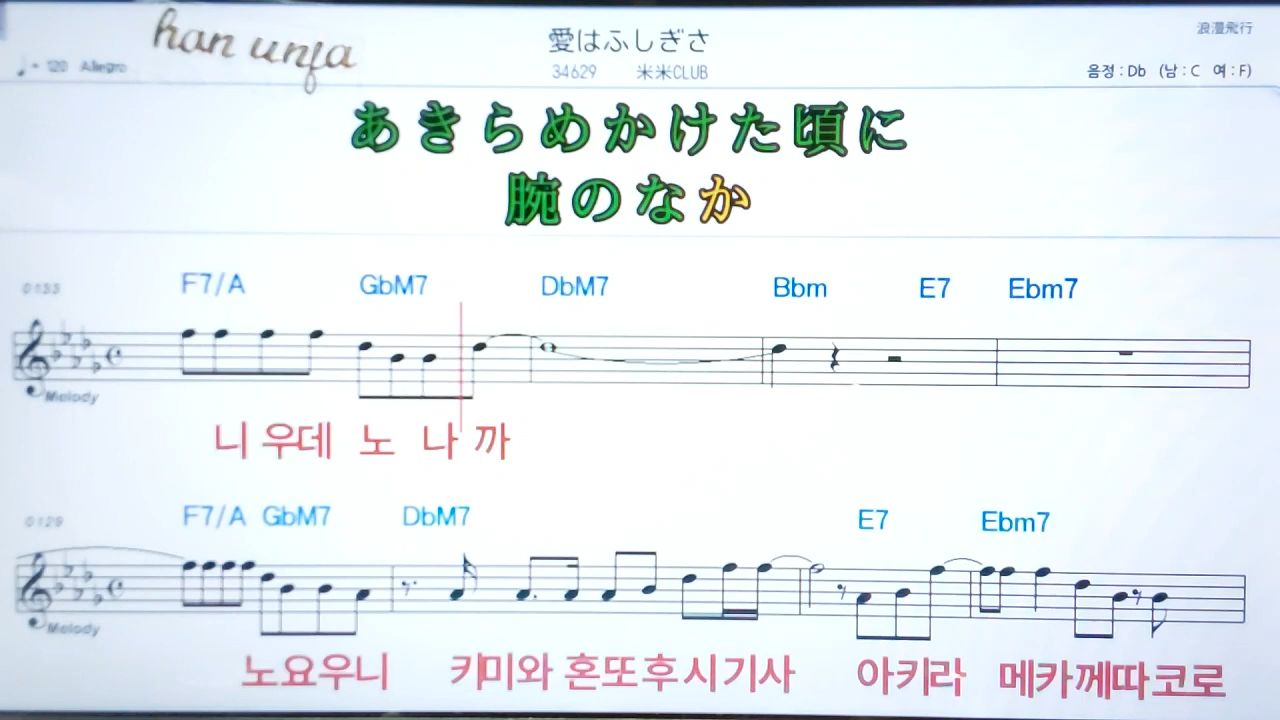 han unja
愛はふしぎさ
浪漫飛行
♩= 120 Allegro
34629 米米CLUB
음정 : Db (남 : C 여 : F)
あきらめかけた頃に
腕のなか
0133
F7/A GbM7 DbM7 Bbm E7 Ebm7
Melody
니 우데 노 나 까
0129
F7/A GbM7 DbM7 E7 Ebm7
Melody
노요우니 키미와 혼또후시기사 아키라 메카께따코로